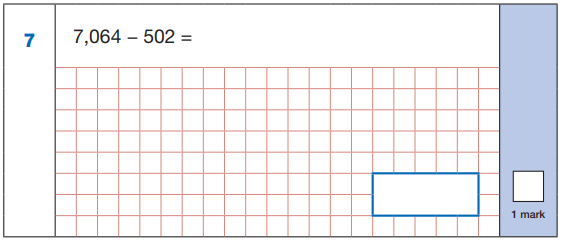 7
7,064 – 502 =
1 mark